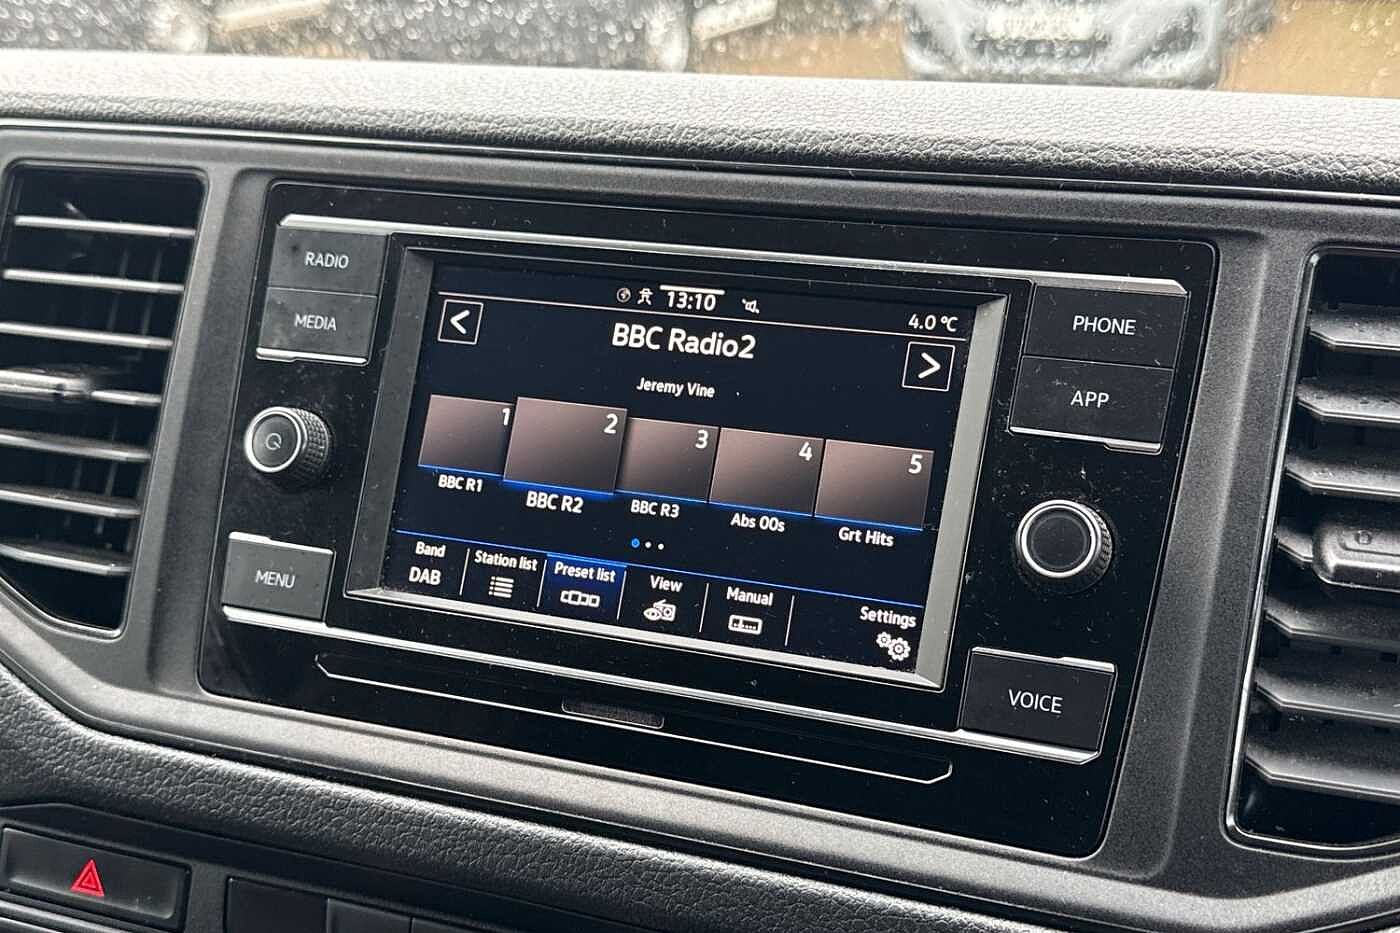 RADIO
MEDIA
MENU
PHONE
APP
VOICE
13:10
4.0 °C
BBC Radio2
Jeremy Vine
1
2
3
4
5
BBC R1
BBC R2
BBC R3
Abs 00s
Grt Hits
Band
DAB
Station list
Preset list
View
Manual
Settings